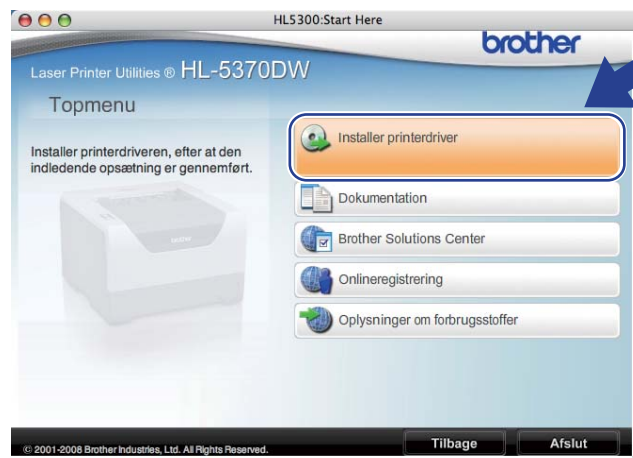 HL5300:Start Here
brother
Laser Printer Utilities ® HL-5370DW
Topmenu
Installer printerdriveren, efter at den
indledende opsætning er gennemført.
Installer printerdriver
Dokumentation
Brother Solutions Center
Onlineregistrering
Oplysninger om forbrugsstoffer
© 2001-2008 Brother Industries, Ltd. All Rights Reserved.
Tilbage
Afslut